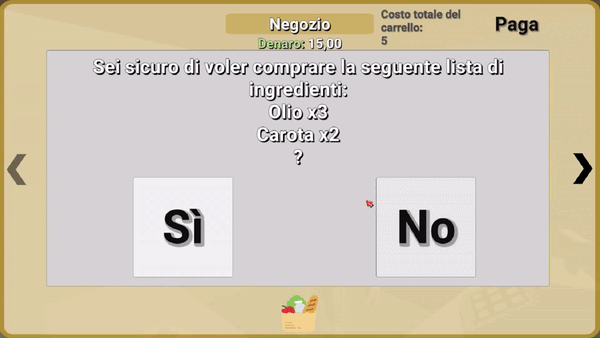 Negozio
Denaro: 15,00
Costo totale del
carrello:
5
Paga
Sei sicuro di voler comprare la seguente lista di
ingredienti:
Olio x3
Carota x2
?
Sì
No